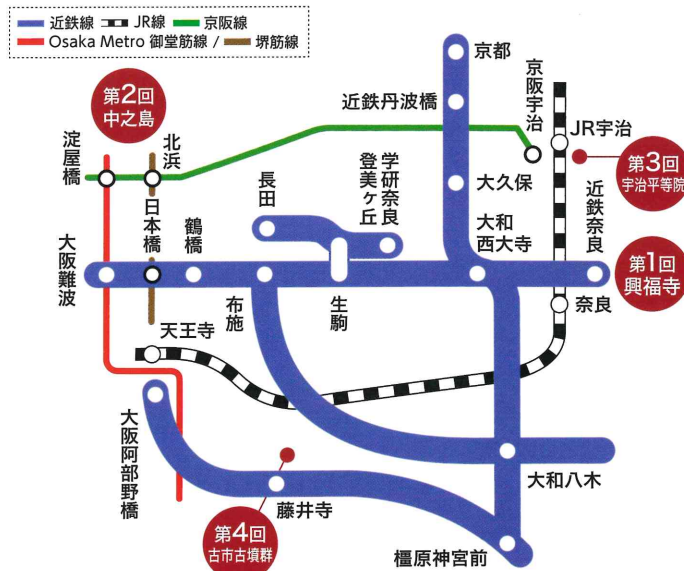 近鉄線 JR線 京阪線
Osaka Metro 御堂筋線 / 堺筋線
京都
近鉄丹波橋
京阪宇治
JR宇治
第2回
中之島
淀屋橋
北浜
第3回
宇治平等院
大久保
学研奈良
登美ヶ丘
長田
日本橋
鶴橋
大和
西大寺
近鉄奈良
大阪難波
布施
生駒
第1回
興福寺
奈良
天王寺
大阪阿部野橋
大和八木
藤井寺
第4回
古市古墳群
橿原神宮前